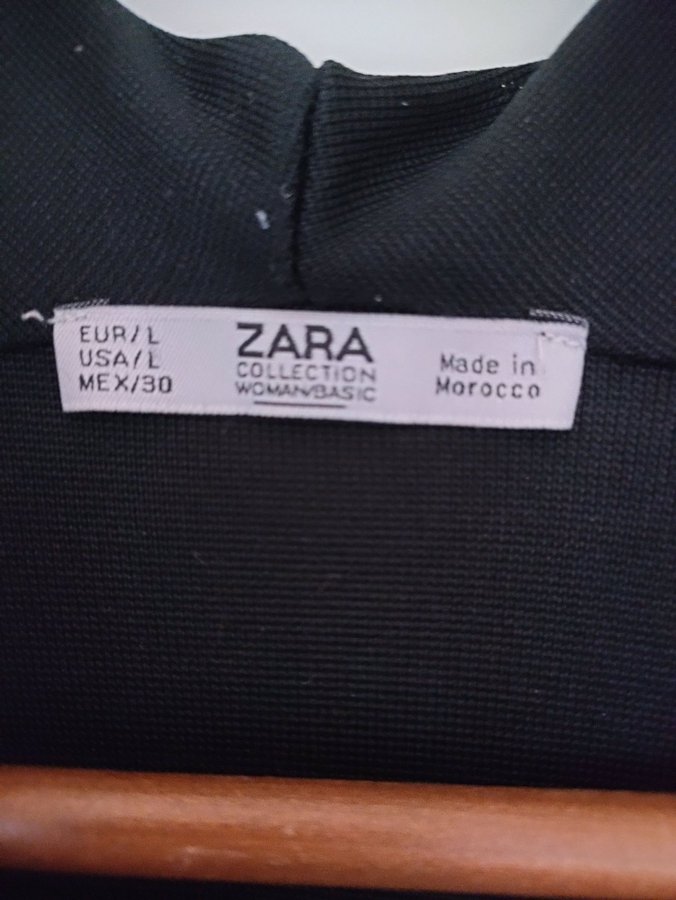 EUR/L
USA/L
MEX/30
ZARA
COLLECTION
WOMAN/BASIC
Made in
Morocco